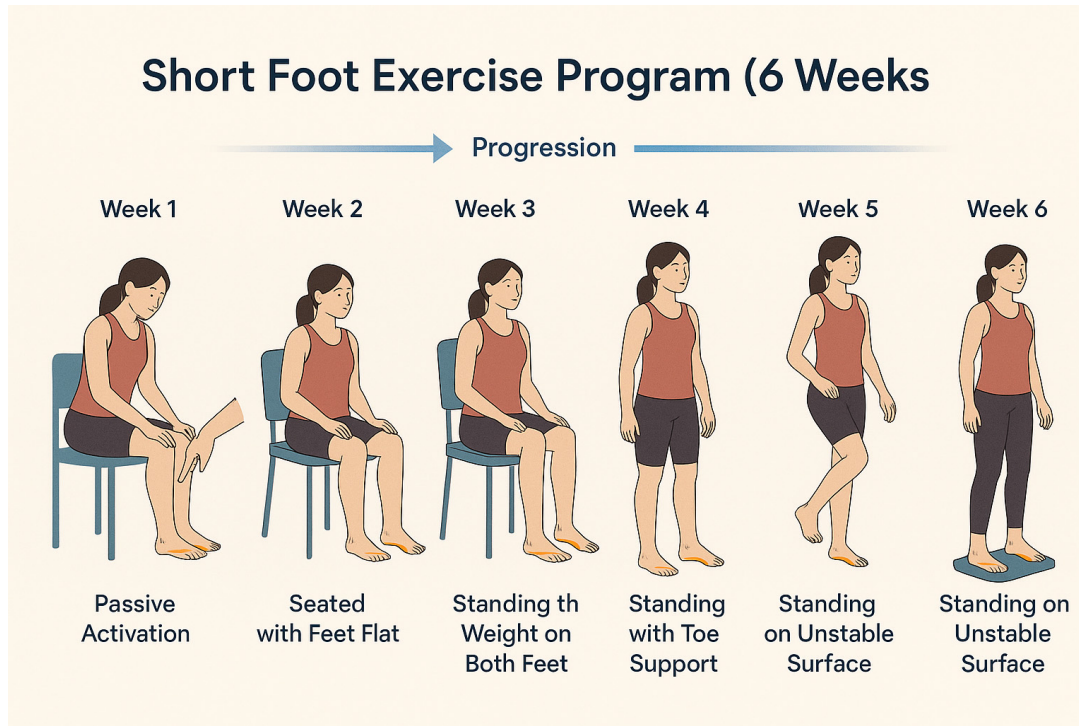 Short Foot Exercise Program (6 Weeks
Progression
Week 1
Week 2
Week 3
Week 4
Week 5
Week 6
Passive
Activation
Seated
with Feet Flat
Standing th
Weight on
Both Feet
Standing
with Toe
Support
Standing
on Unstable
Surface
Standing on
Unstable
Surface